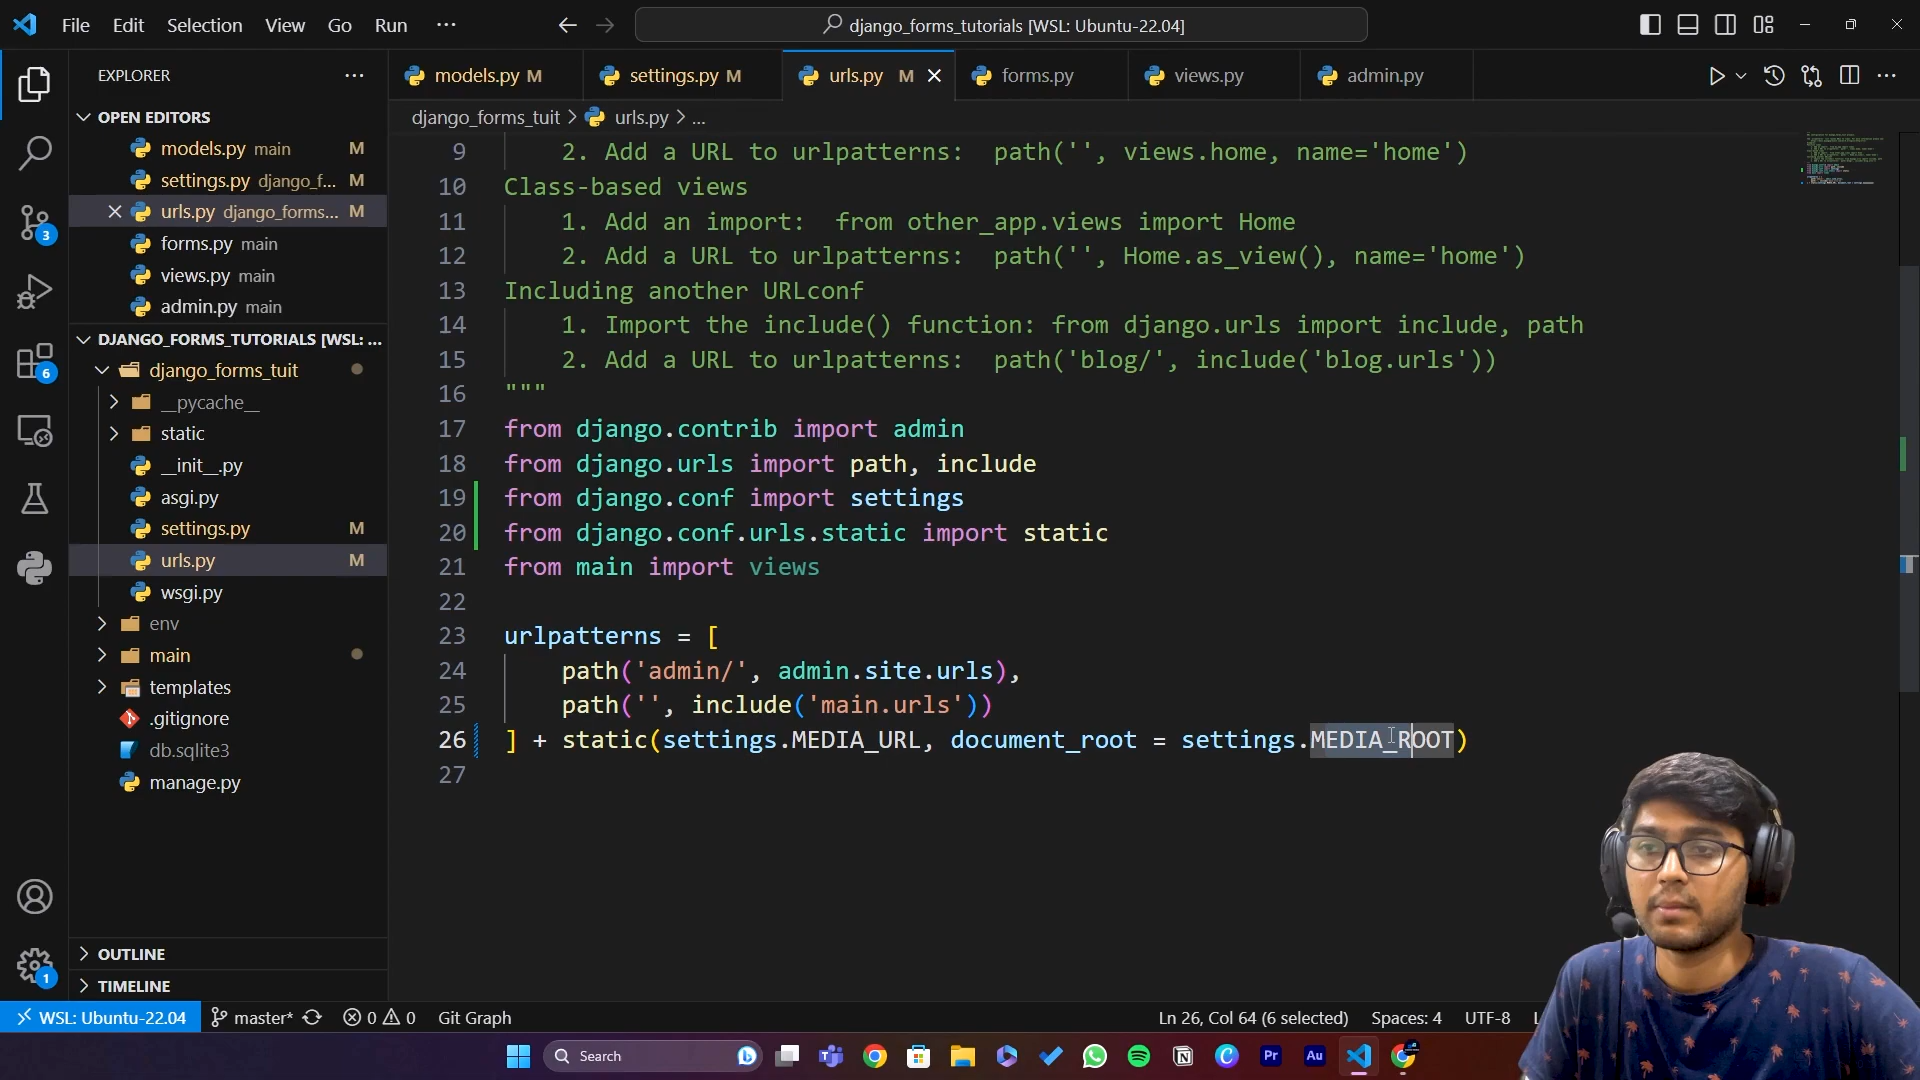 File Edit Selection View Go Run ···
django_forms_tutorials [WSL: Ubuntu-22.04]
EXPLORER ···
models.py M settings.py M urls.py M forms.py views.py admin.py
django_forms_tuit > urls.py > ...
OPEN EDITORS
models.py main M
settings.py django_f... M
urls.py django_forms... M
forms.py main
views.py main
admin.py main
DJANGO_FORMS_TUTORIALS [WSL: ...
django_forms_tuit
__pycache__
static
__init__.py
asgi.py
settings.py M
urls.py M
wsgi.py
env
main
templates
.gitignore
db.sqlite3
manage.py
OUTLINE
TIMELINE
3
6
1
9 2. Add a URL to urlpatterns: path('', views.home, name='home')
10 Class-based views
11 1. Add an import: from other_app.views import Home
12 2. Add a URL to urlpatterns: path('', Home.as_view(), name='home')
13 Including another URLconf
14 1. Import the include() function: from django.urls import include, path
15 2. Add a URL to urlpatterns: path('blog/', include('blog.urls'))
16 """
17 from django.contrib import admin
18 from django.urls import path, include
19 from django.conf import settings
20 from django.conf.urls.static import static
21 from main import views
22
23 urlpatterns = [
24 path('admin/', admin.site.urls),
25 path('', include('main.urls'))
26 ] + static(settings.MEDIA_URL, document_root = settings.MEDIA_ROOT)
27
WSL: Ubuntu-22.04 master* 0 0 Git Graph Ln 26, Col 64 (6 selected) Spaces: 4 UTF-8 L
Search
Pr Au